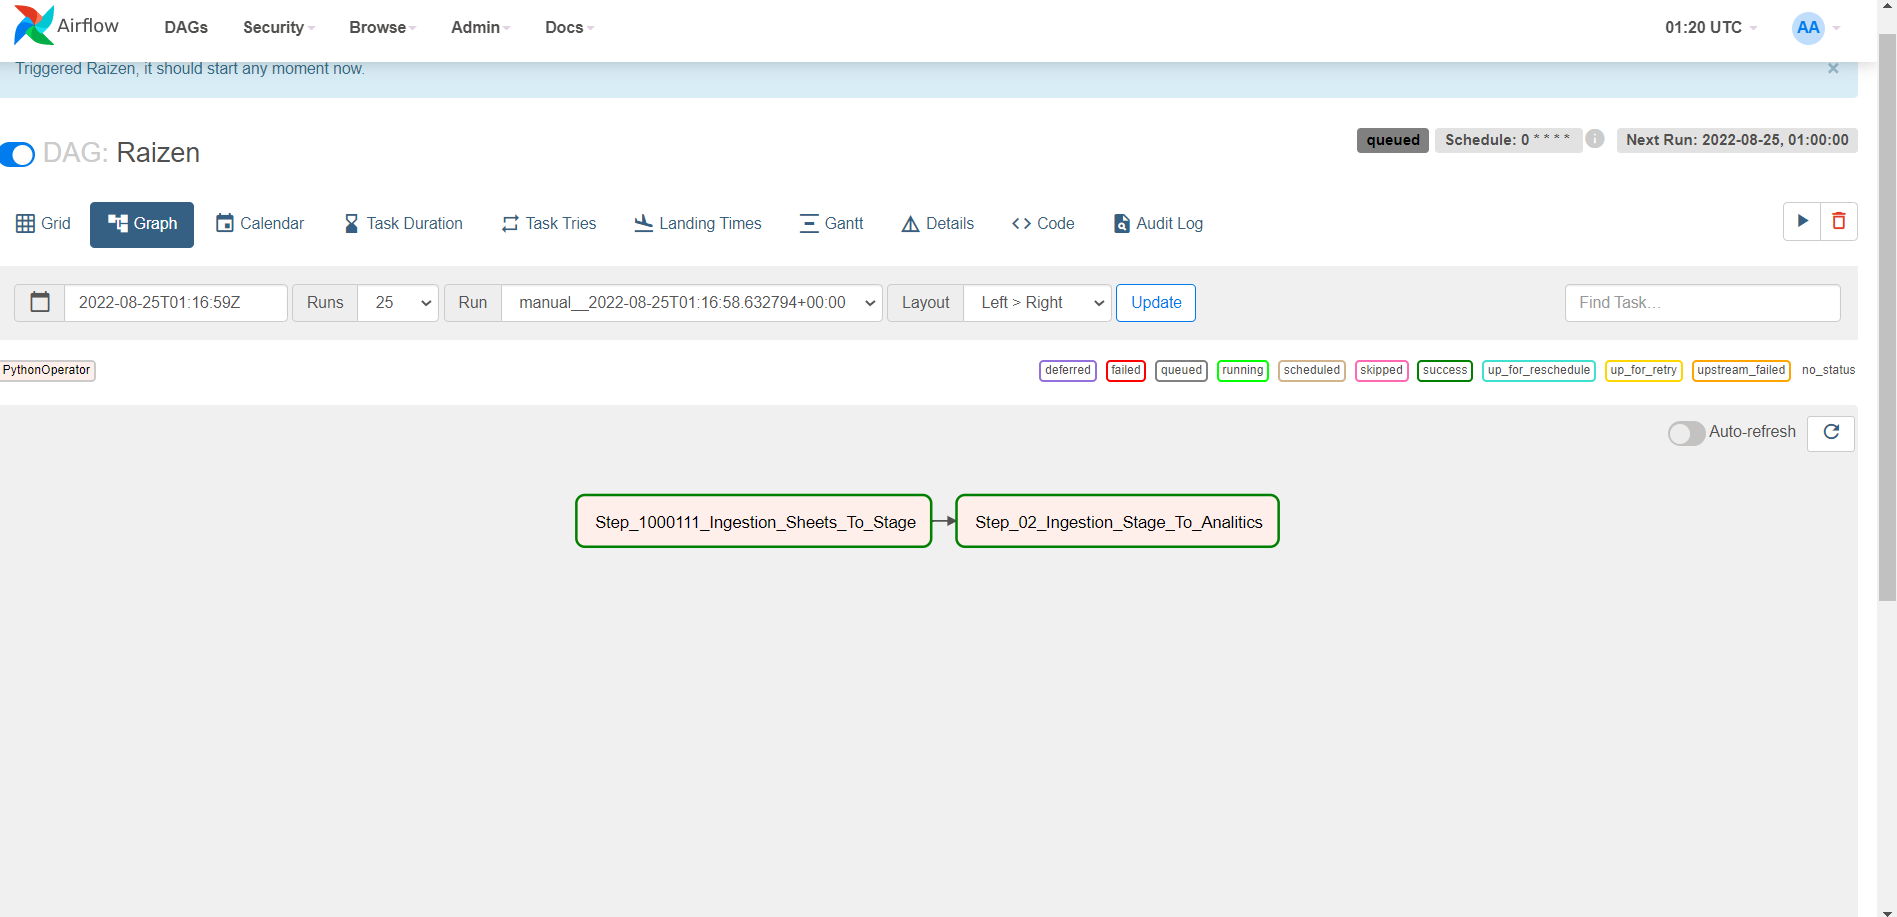 Airflow DAGs Security Browse Admin Docs 01:20 UTC AA
Triggered Raizen, it should start any moment now. ×
DAG: Raizen queued Schedule: 0 * * * * i Next Run: 2022-08-25, 01:00:00
Grid Graph Calendar Task Duration Task Tries Landing Times Gantt Details Code Audit Log
2022-08-25T01:16:59Z Runs 25 Run manual__2022-08-25T01:16:58.632794+00:00 Layout Left > Right Update Find Task...
PythonOperator deferred failed queued running scheduled skipped success up_for_reschedule up_for_retry upstream_failed no_status
Auto-refresh
Step_1000111_Ingestion_Sheets_To_Stage Step_02_Ingestion_Stage_To_Analitics